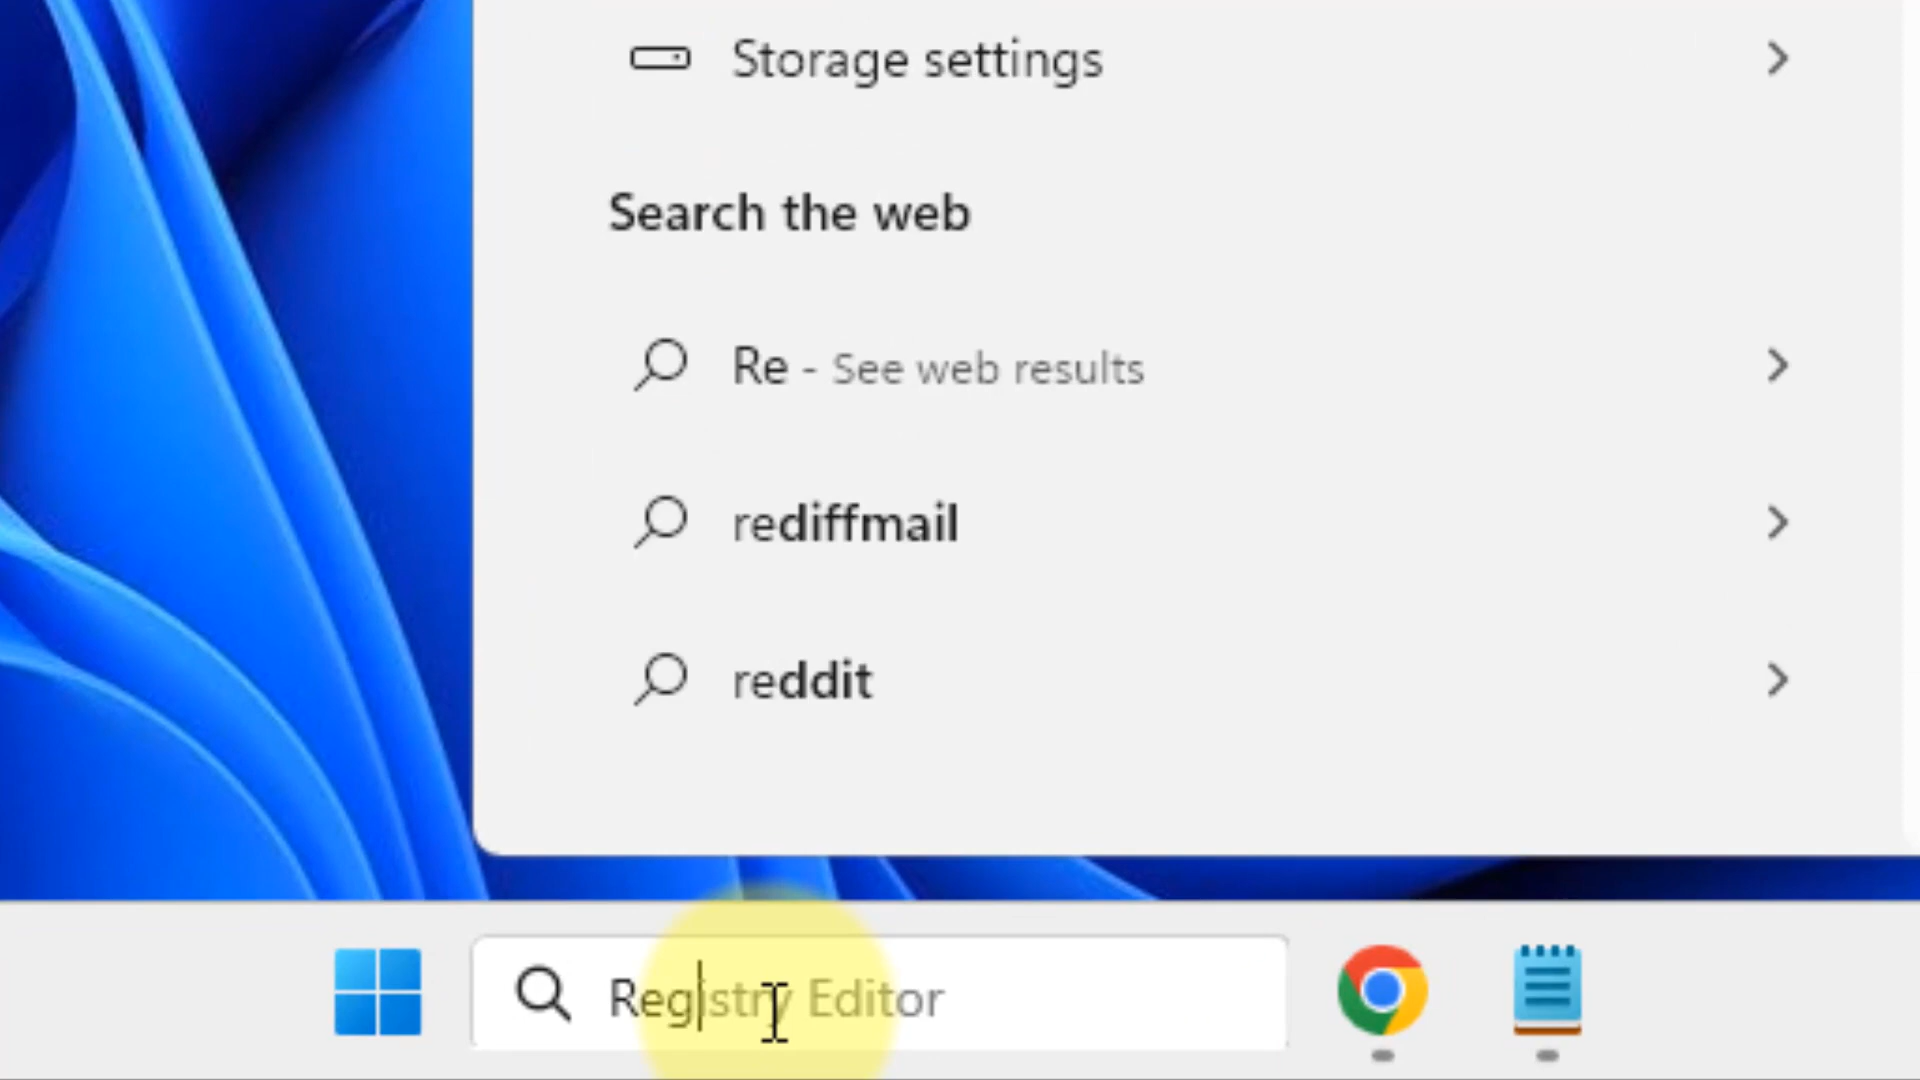 Storage settings
Search the web
Re - See web results
rediffmail
reddit
Registry Editor